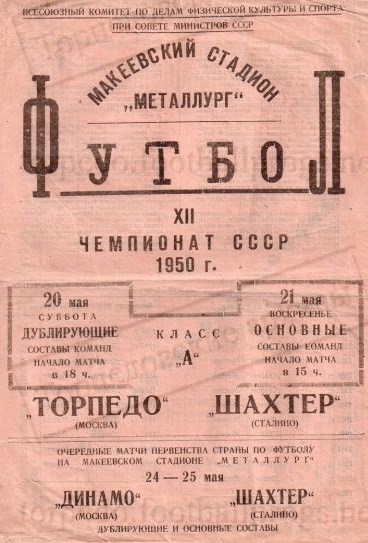 ВСЕСОЮЗНЫЙ КОМИТЕТ ПО ДЕЛАМ ФИЗИЧЕСКОЙ КУЛЬТУРЫ И СПОРТА
ПРИ СОВЕТЕ МИНИСТРОВ СССР
МАКЕЕВСКИЙ СТАДИОН
„МЕТАЛЛУРГ"
ФУТБОЛ
XII
ЧЕМПИОНАТ СССР
1950 г.
20 мая
СУББОТА
ДУБЛИРУЮЩИЕ
СОСТАВЫ КОМАНД
НАЧАЛО МАТЧА
в 18 ч.
КЛАСС
„А"
21 мая
ВОСКРЕСЕНЬЕ
ОСНОВНЫЕ
СОСТАВЫ КОМАНД
НАЧАЛО МАТЧА
в 15 ч.
„ТОРПЕДО" „ШАХТЕР"
(МОСКВА) (СТАЛИНО)
ОЧЕРЕДНЫЕ МАТЧИ ПЕРВЕНСТВА СТРАНЫ ПО ФУТБОЛУ
НА МАКЕЕВСКОМ СТАДИОНЕ „МЕТАЛЛУРГ"
24—25 мая
„ДИНАМО" „ШАХТЕР"
(МОСКВА) (СТАЛИНО)
ДУБЛИРУЮЩИЕ И ОСНОВНЫЕ СОСТАВЫ